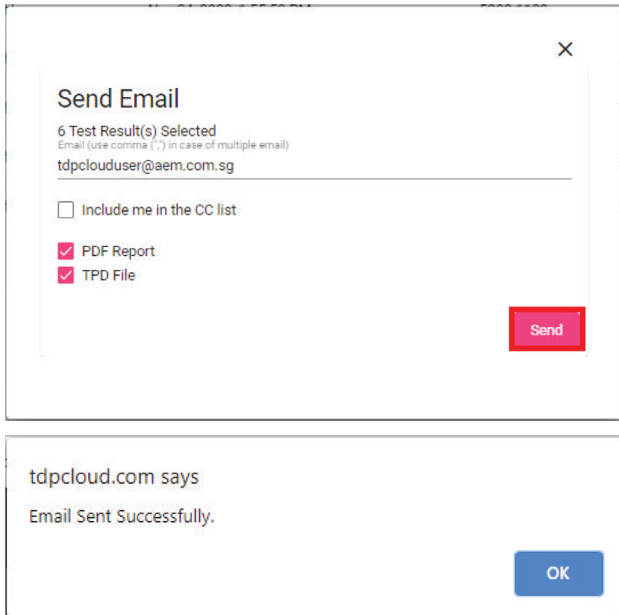 Send Email
6 Test Result(s) Selected
Email (use comma (",") in case of multiple email)
tdpclouduser@aem.com.sg
Include me in the CC list
PDF Report
TPD File
Send
tdpcloud.com says
Email Sent Successfully.
OK